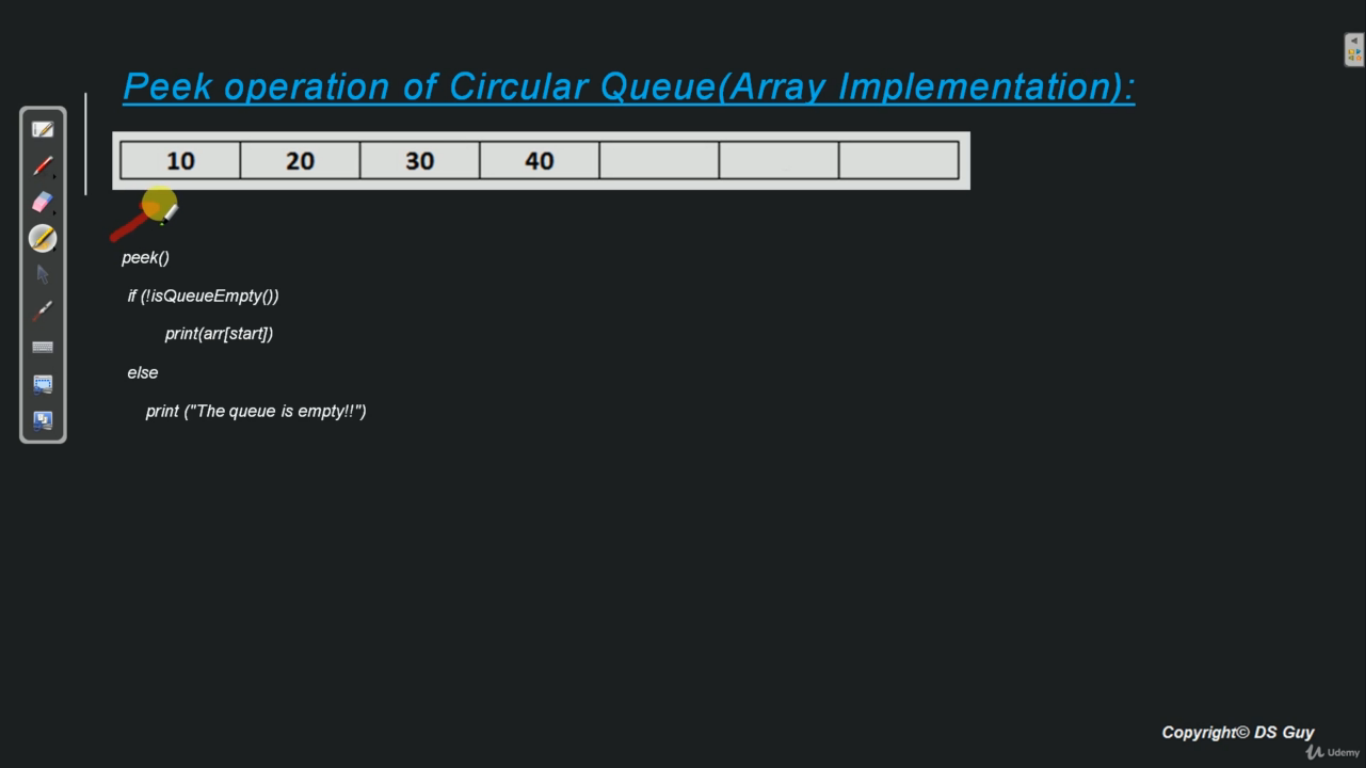 Peek operation of Circular Queue(Array Implementation):
10 20 30 40
peek()
if (!isQueueEmpty())
print(arr[start])
else
print ("The queue is empty!!")
Copyright© DS Guy
Udemy